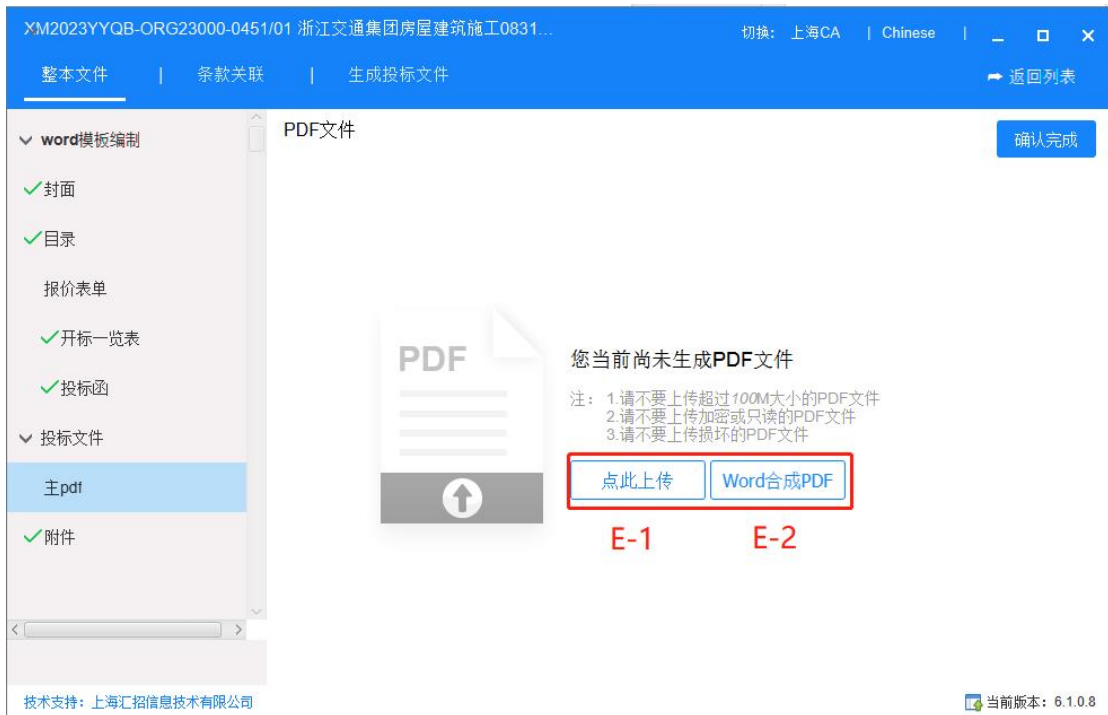 XM2023YYQB-ORG23000-0451/01 浙江交通集团房屋建筑施工0831...
切换: 上海CA | Chinese |
整本文件 | 条款关联 | 生成投标文件
返回列表
word模板编制
封面
目录
报价表单
开标一览表
投标函
投标文件
主pdf
附件
PDF文件
确认完成
PDF
您当前尚未生成PDF文件
注: 1.请不要上传超过100M大小的PDF文件
2.请不要上传加密或只读的PDF文件
3.请不要上传损坏的PDF文件
点此上传 Word合成PDF
E-1 E-2
技术支持: 上海汇招信息技术有限公司
当前版本: 6.1.0.8